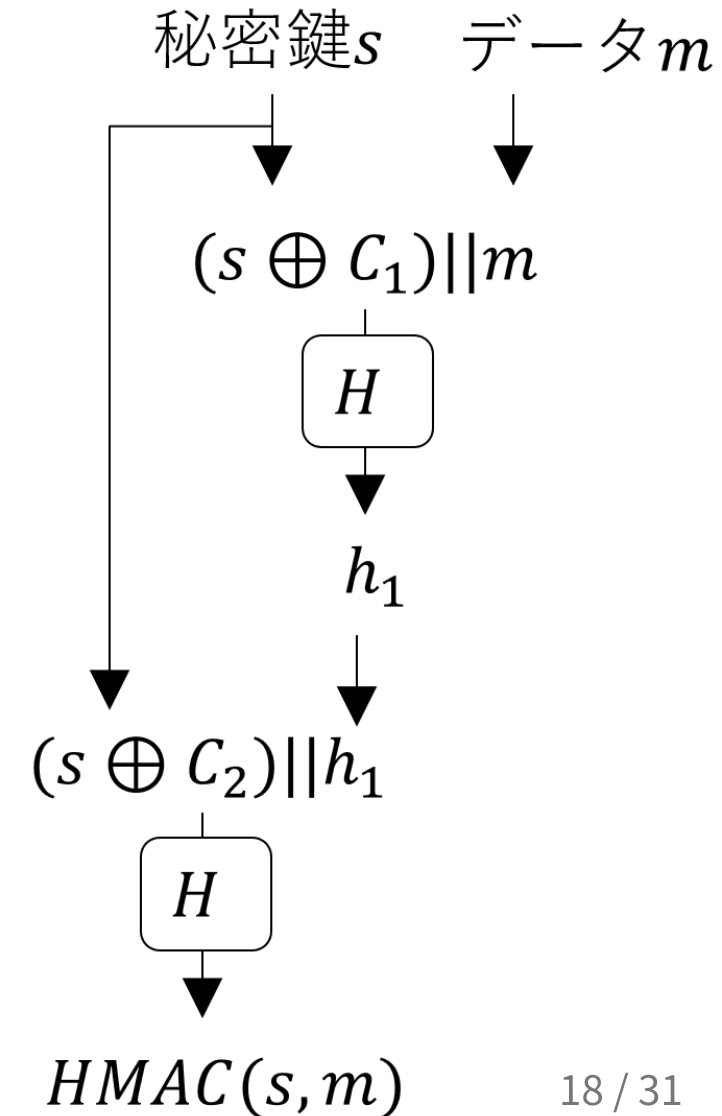 秘密鍵s データm
(s ⊕ C₁)||m
H
h₁
(s ⊕ C₂)||h₁
H
HMAC(s, m)
18 / 31